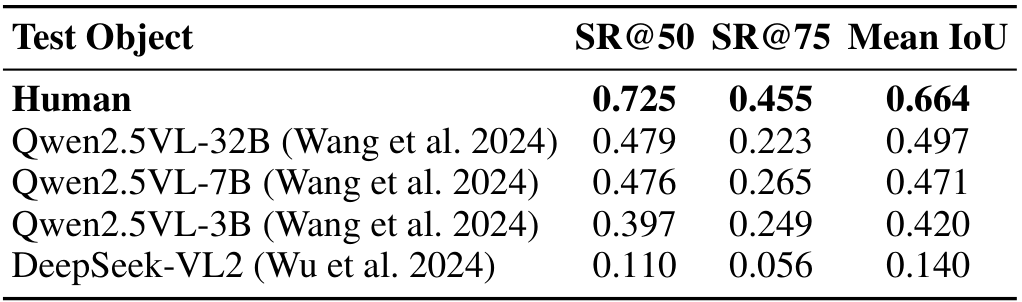 Test Object SR@50 SR@75 Mean IoU
Human 0.725 0.455 0.664
Qwen2.5VL-32B (Wang et al. 2024) 0.479 0.223 0.497
Qwen2.5VL-7B (Wang et al. 2024) 0.476 0.265 0.471
Qwen2.5VL-3B (Wang et al. 2024) 0.397 0.249 0.420
DeepSeek-VL2 (Wu et al. 2024) 0.110 0.056 0.140